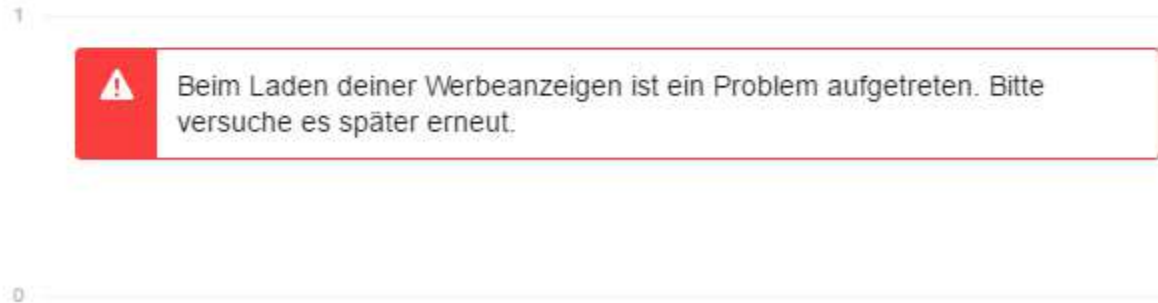 1
Beim Laden deiner Werbeanzeigen ist ein Problem aufgetreten. Bitte
versuche es später erneut.
0